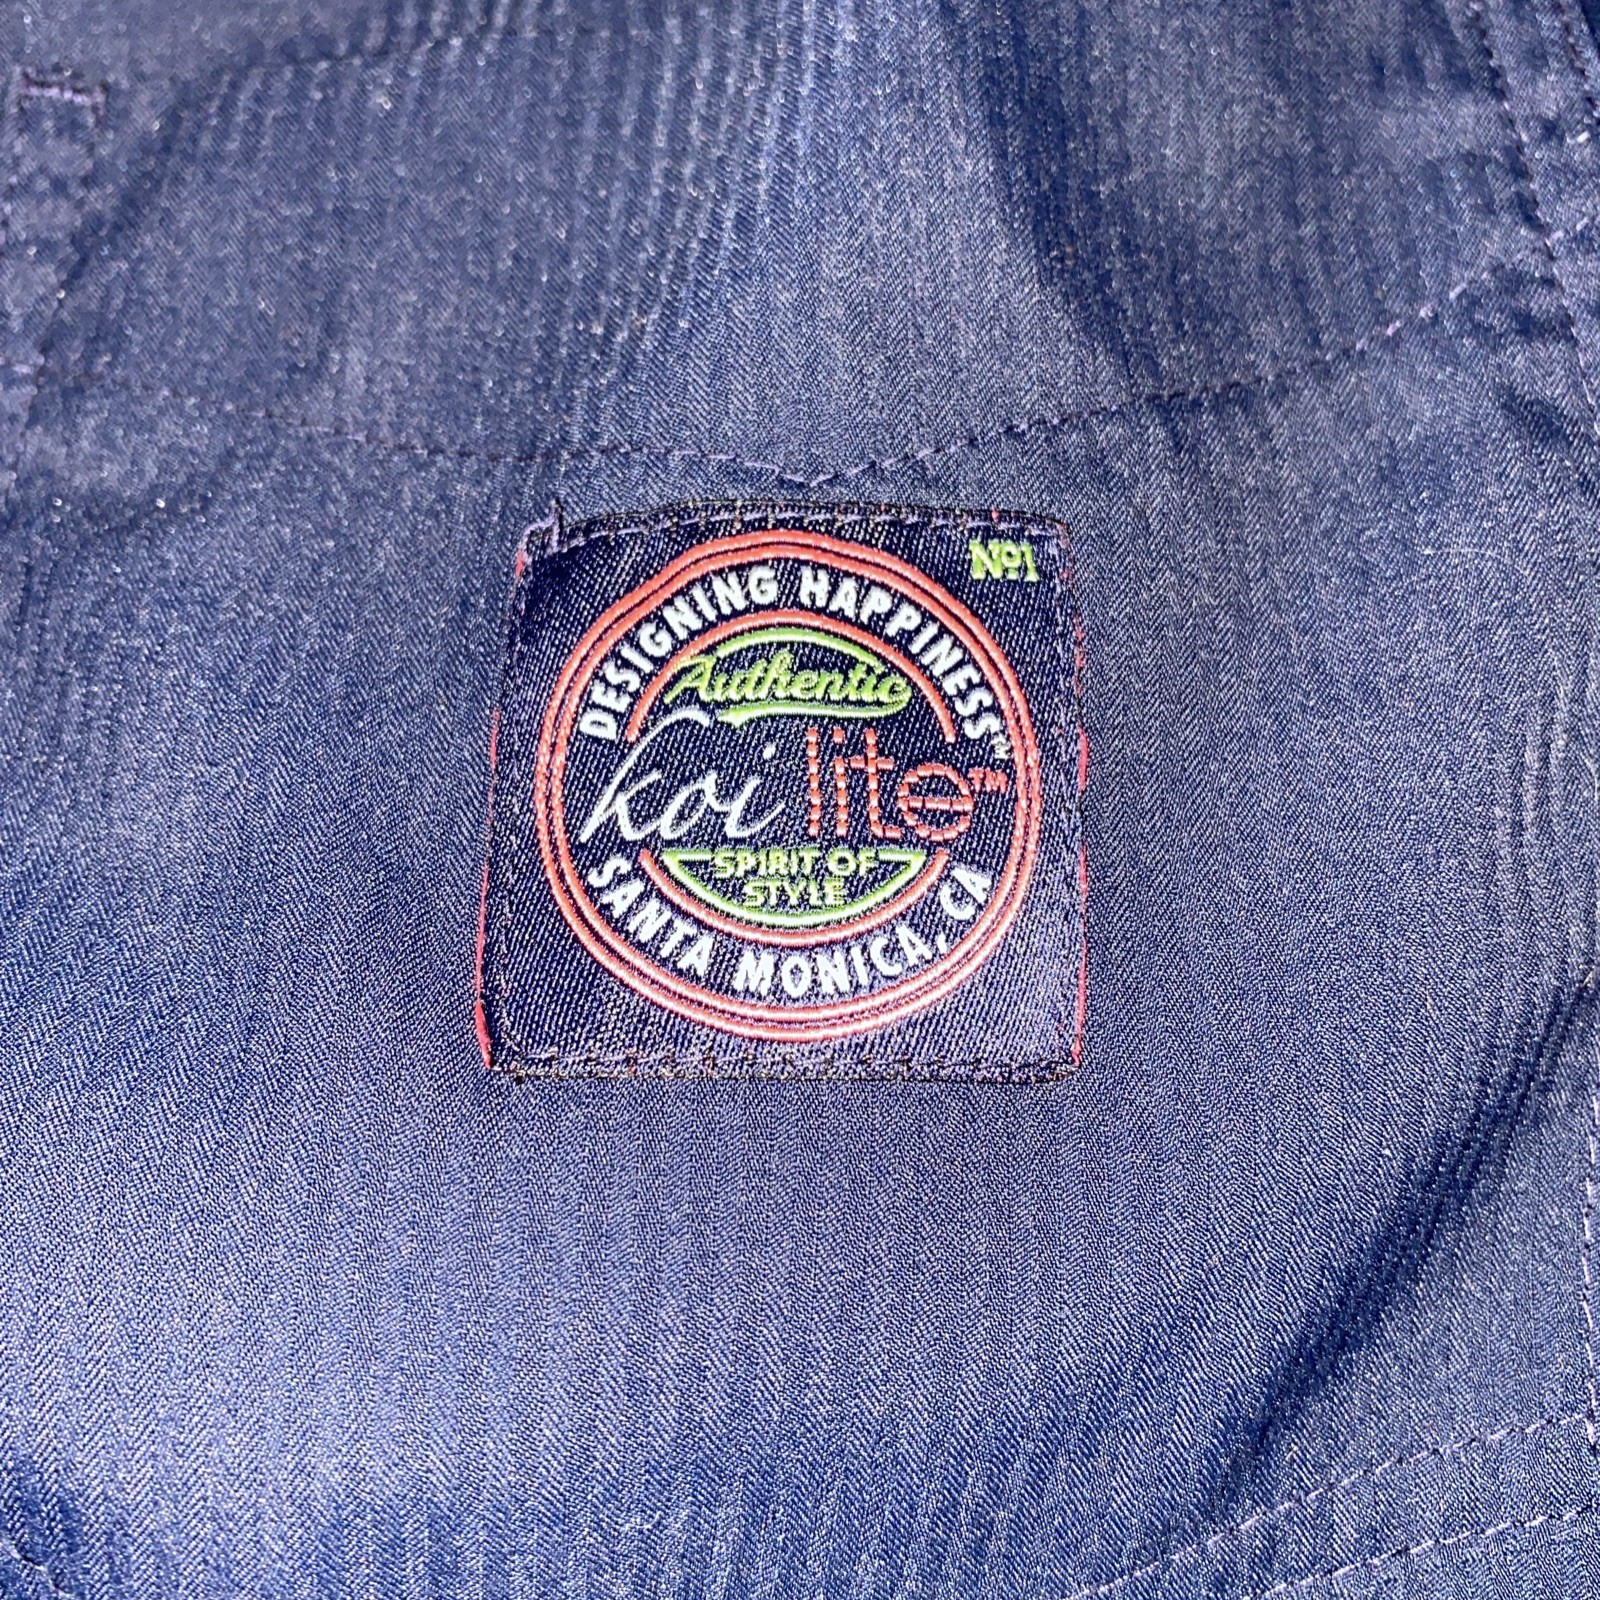 No1
DESIGNING HAPPINESS™
Authentic
koi lite™
SPIRIT OF
STYLE
SANTA MONICA, CA